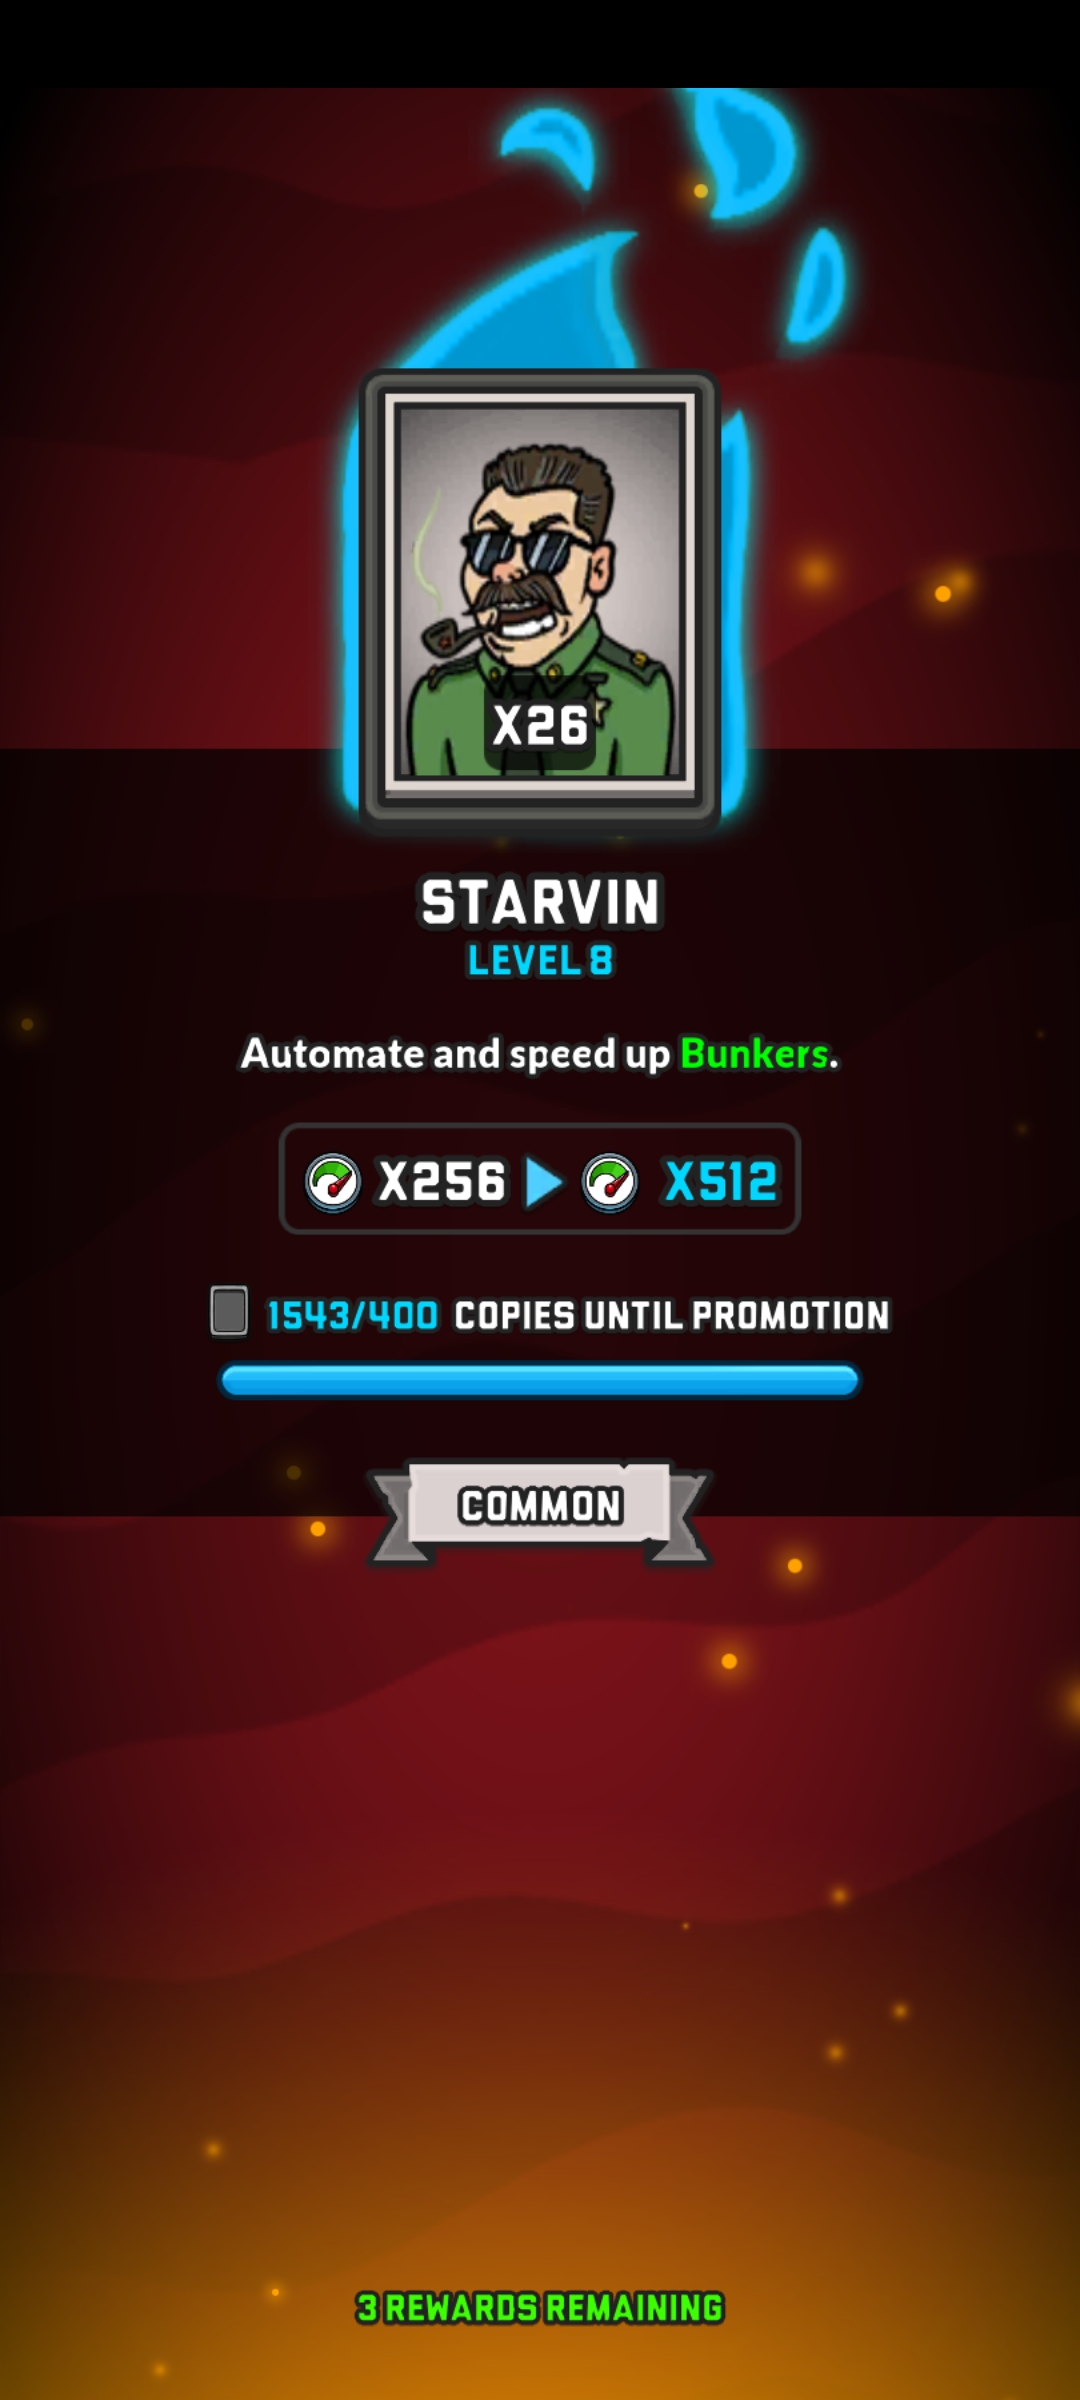 X26
STARVIN
LEVEL 8
Automate and speed up Bunkers.
X256 X512
1543/400 COPIES UNTIL PROMOTION
COMMON
3 REWARDS REMAINING